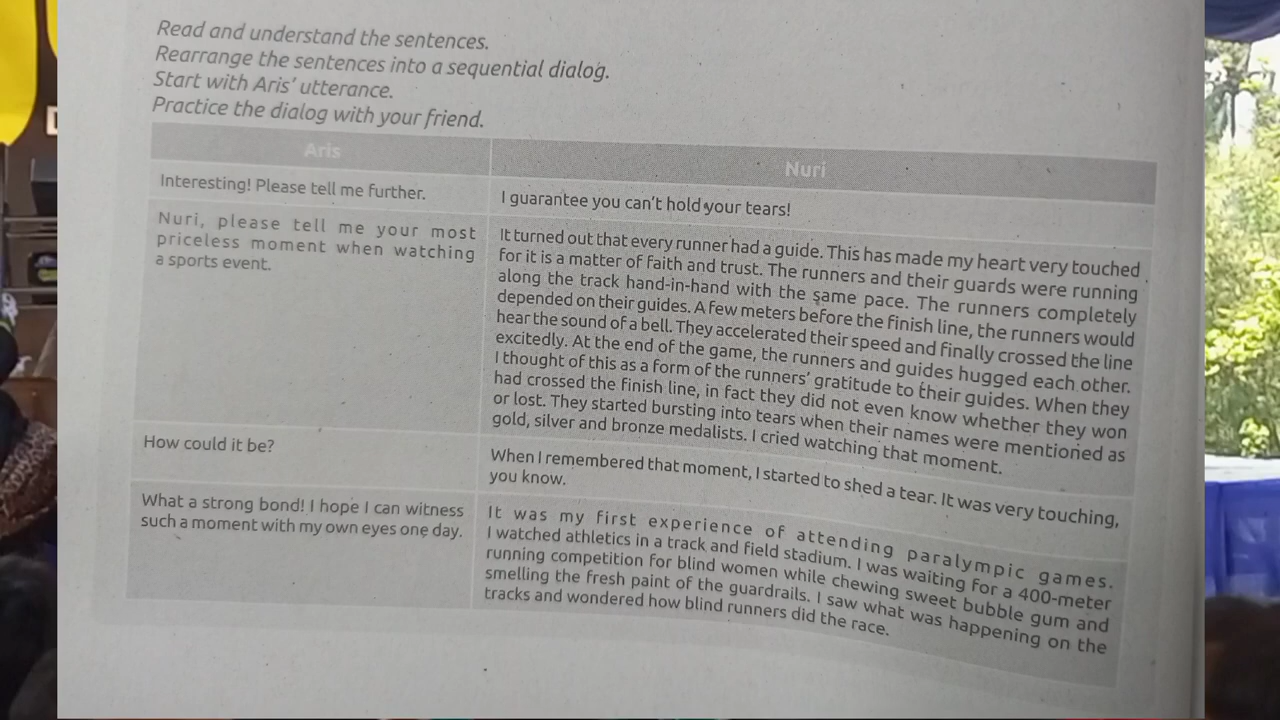 Read and understand the sentences.
Rearrange the sentences into a sequential dialog.
Start with Aris' utterance.
Practice the dialog with your friend.
Aris
Nuri
Interesting! Please tell me further.
I guarantee you can't hold your tears!
Nuri, please tell me your most
priceless moment when watching
a sports event.
It turned out that every runner had a guide. This has made my heart very touched
for it is a matter of faith and trust. The runners and their guards were running
along the track hand-in-hand with the same pace. The runners completely
depended on their guides. A few meters before the finish line, the runners would
hear the sound of a bell. They accelerated their speed and finally crossed the line
excitedly. At the end of the game, the runners and guides hugged each other.
I thought of this as a form of the runners' gratitude to their guides. When they
had crossed the finish line, in fact they did not even know whether they won
or lost. They started bursting into tears when their names were mentioned as
gold, silver and bronze medalists. I cried watching that moment.
How could it be?
When I remembered that moment, I started to shed a tear. It was very touching,
you know.
What a strong bond! I hope I can witness
such a moment with my own eyes one day.
It was my first experience of attending paralympic games.
I watched athletics in a track and field stadium. I was waiting for a 400-meter
running competition for blind women while chewing sweet bubble gum and
smelling the fresh paint of the guardrails. I saw what was happening on the
tracks and wondered how blind runners did the race.